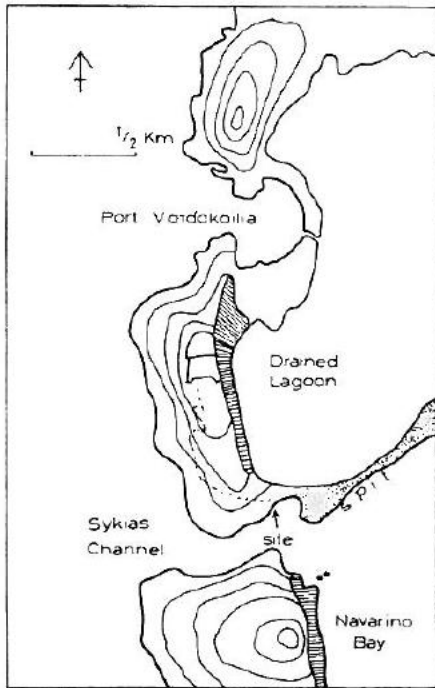 1/2 Km
Port Voidokoilia
Drained
Lagoon
spit
Sykias
Channel
site
Navarino
Bay